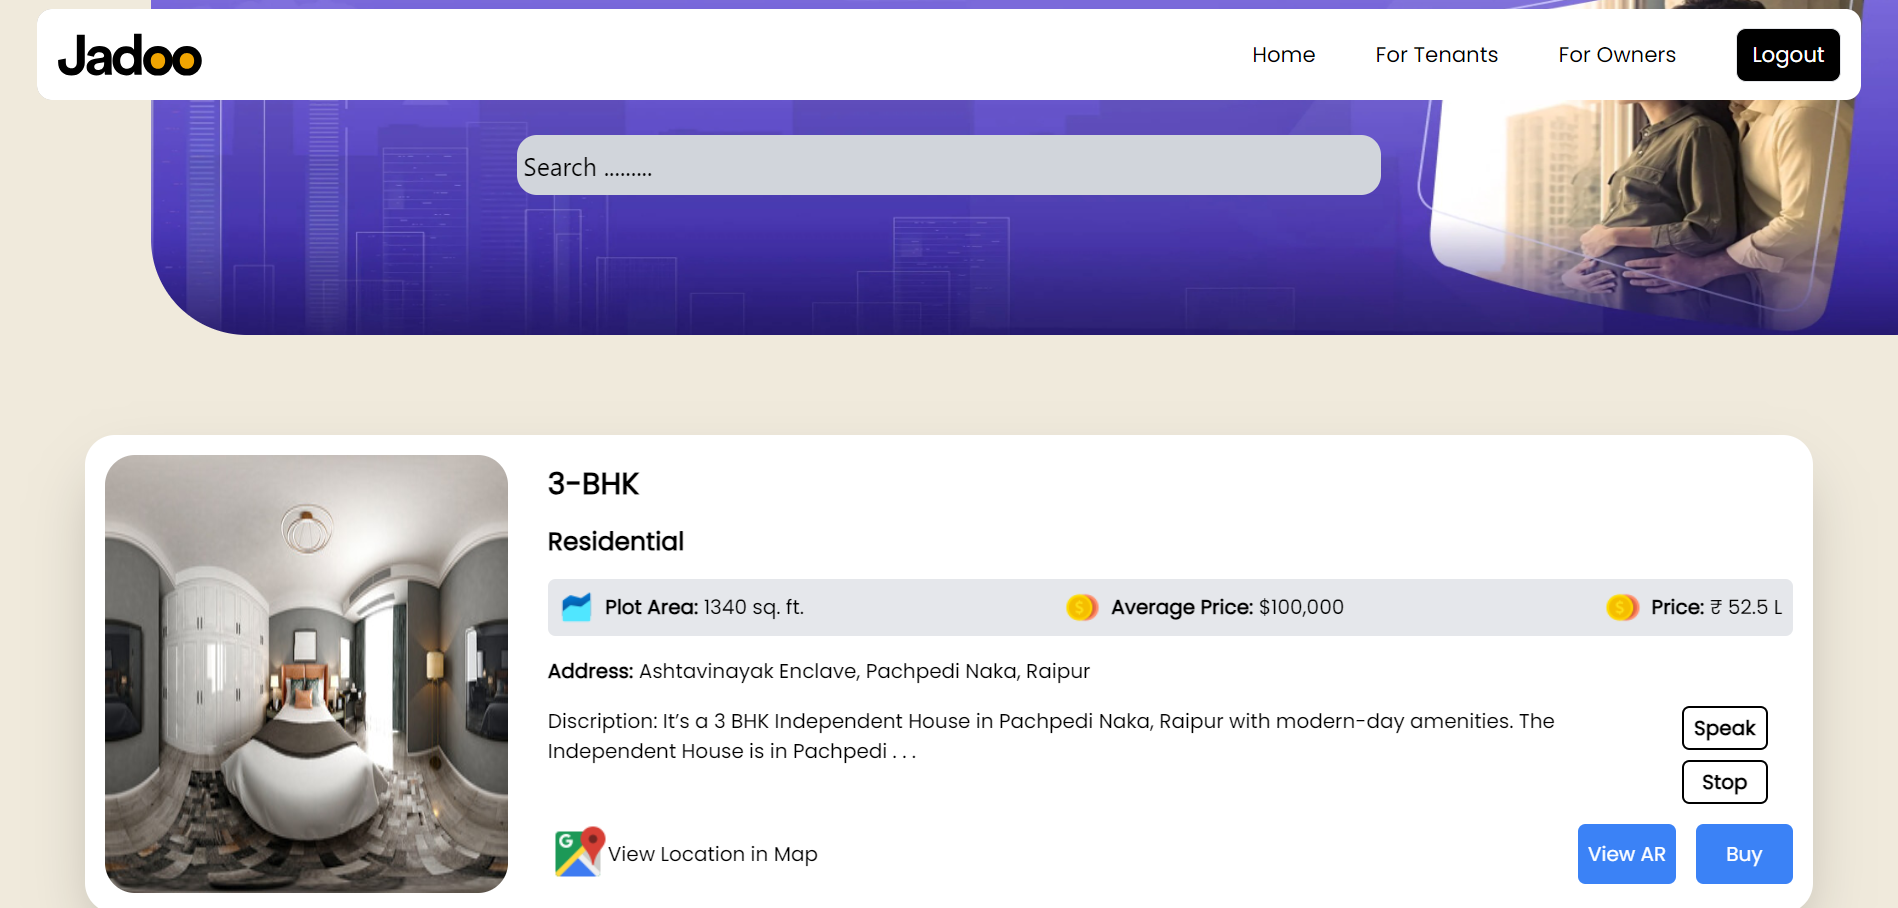 Jadoo
Home
For Tenants
For Owners
Logout
Search .........
3-BHK
Residential
Plot Area: 1340 sq. ft.
Average Price: $100,000
Price: ₹ 52.5 L
Address: Ashtavinayak Enclave, Pachpedi Naka, Raipur
Discription: It’s a 3 BHK Independent House in Pachpedi Naka, Raipur with modern-day amenities. The
Independent House is in Pachpedi . . .
Speak
Stop
G
View Location in Map
View AR
Buy